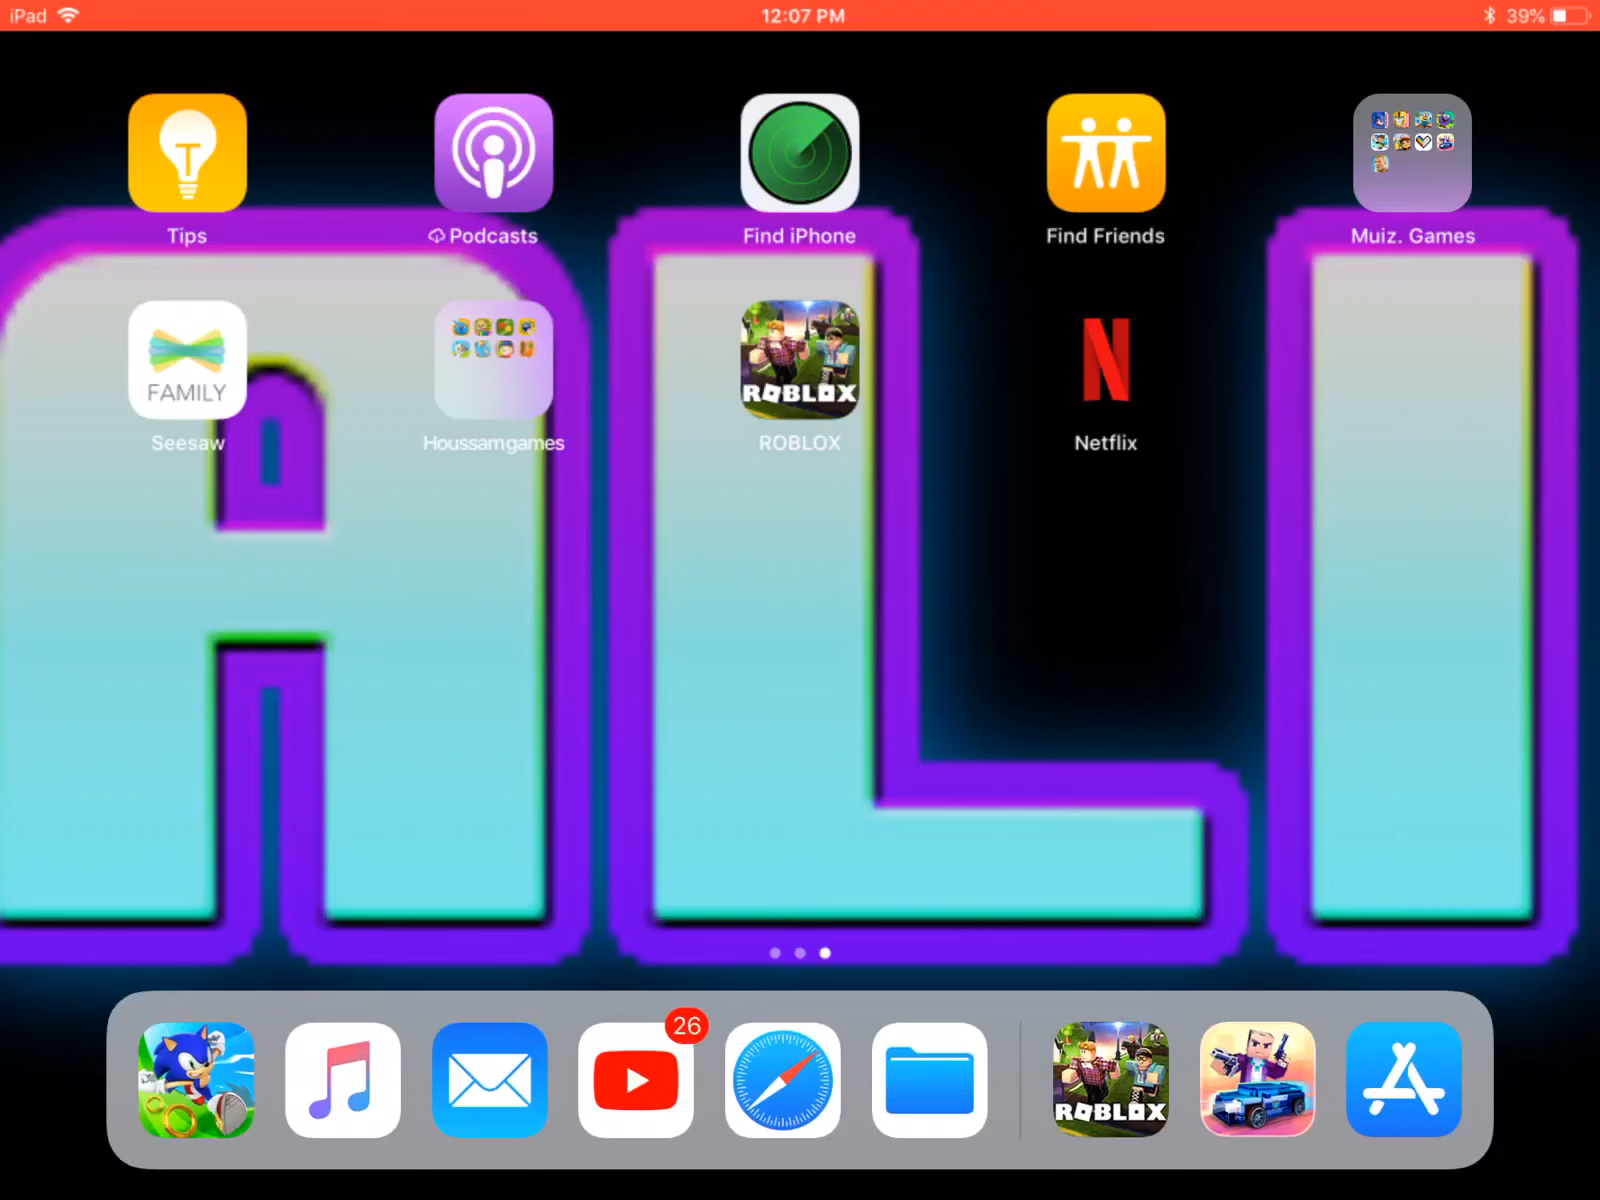 iPad 12:07 PM 39%
Tips Podcasts Find iPhone Find Friends Muiz. Games
FAMILY ROBLOX
Seesaw Houssamgames ROBLOX Netflix
ALI
26
ROBLOX